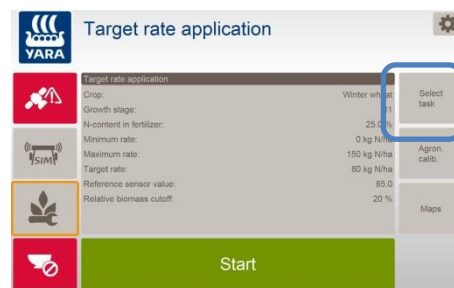 YARA
Target rate application
Target rate application
Crop: Winter wheat
Growth stage: 31
N-content in fertilizer: 25.0 %
Minimum rate: 0 kg N/ha
Maximum rate: 150 kg N/ha
Target rate: 80 kg N/ha
Reference sensor value: 85.0
Relative biomass cutoff: 20 %
Select
task
Agron.
calib.
Maps
SIM
Start